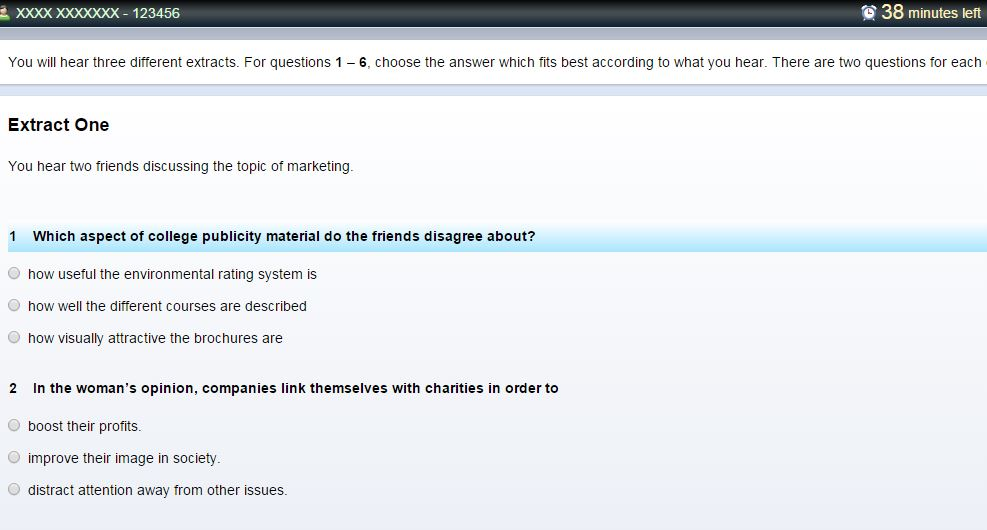 XXXX XXXXXXX - 123456
38 minutes left
You will hear three different extracts. For questions 1 – 6, choose the answer which fits best according to what you hear. There are two questions for each
Extract One
You hear two friends discussing the topic of marketing.
1 Which aspect of college publicity material do the friends disagree about?
how useful the environmental rating system is
how well the different courses are described
how visually attractive the brochures are
2 In the woman's opinion, companies link themselves with charities in order to
boost their profits.
improve their image in society.
distract attention away from other issues.